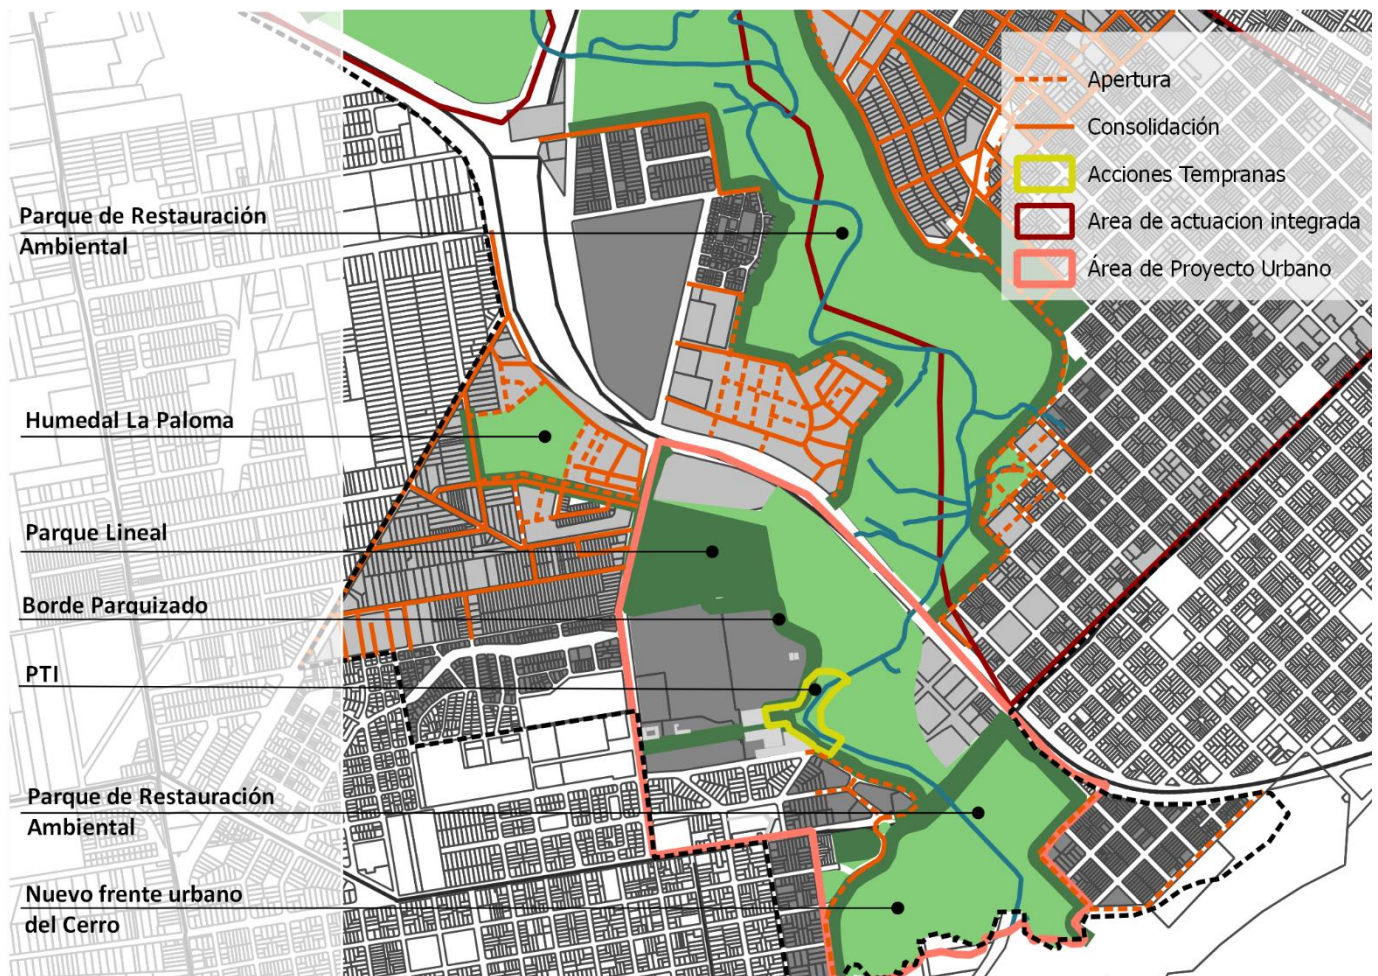 Apertura
Consolidación
Acciones Tempranas
Area de actuacion integrada
Área de Proyecto Urbano
Parque de Restauración
Ambiental
Humedal La Paloma
Parque Lineal
Borde Parquizado
PTI
Parque de Restauración
Ambiental
Nuevo frente urbano
del Cerro